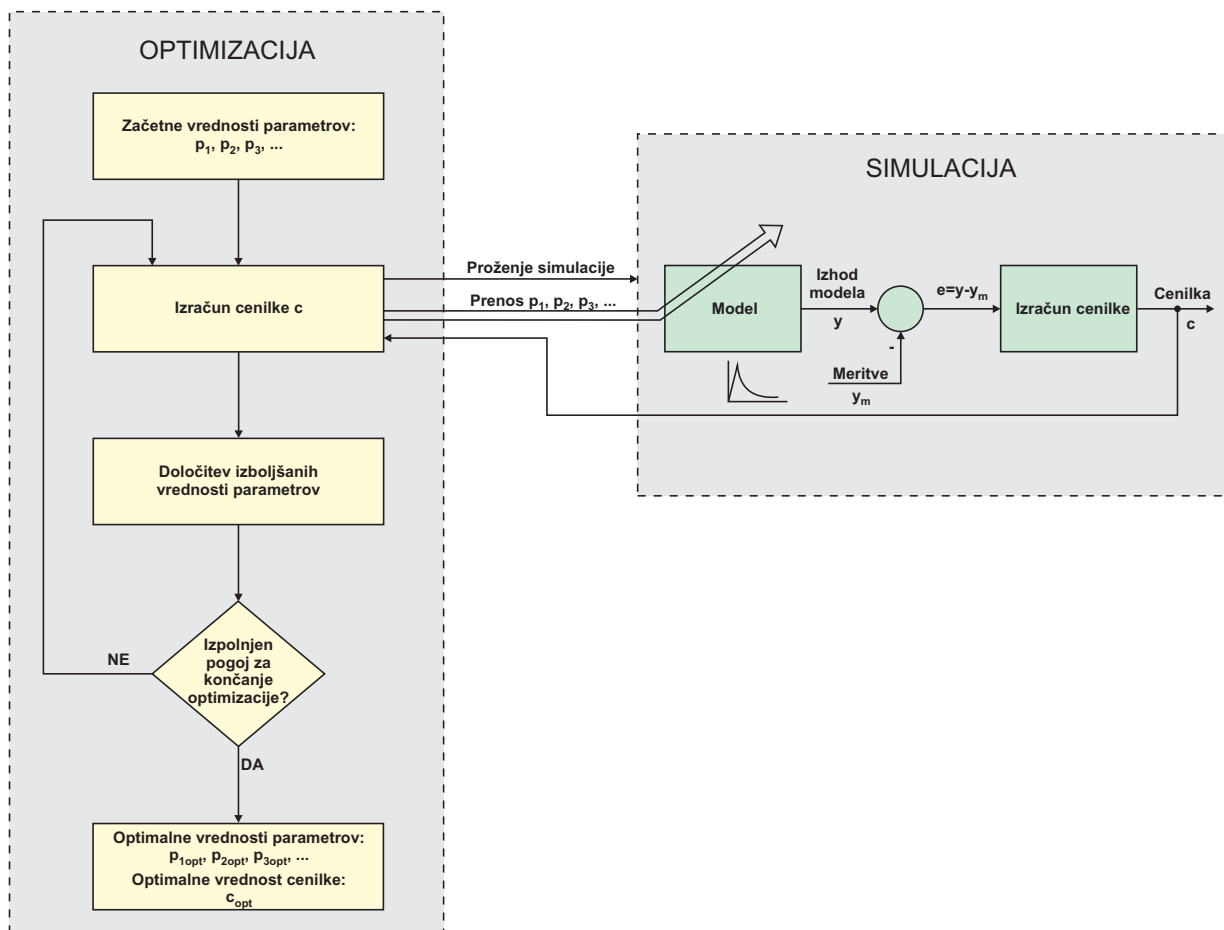 OPTIMIZACIJA
Začetne vrednosti parametrov:
p₁, p₂, p₃, ...
Izračun cenilke c
Določitev izboljšanih
vrednosti parametrov
Izpolnjen
pogoj za
končanje
optimizacije?
NE
DA
Optimalne vrednosti parametrov:
p₁opt, p₂opt, p₃opt, ...
Optimalne vrednost cenilke:
copt
Proženje simulacije
Prenos p₁, p₂, p₃, ...
SIMULACIJA
Model
Izhod
modela
y
-
Meritve
yₘ
e=y-yₘ
Izračun cenilke
Cenilka
c